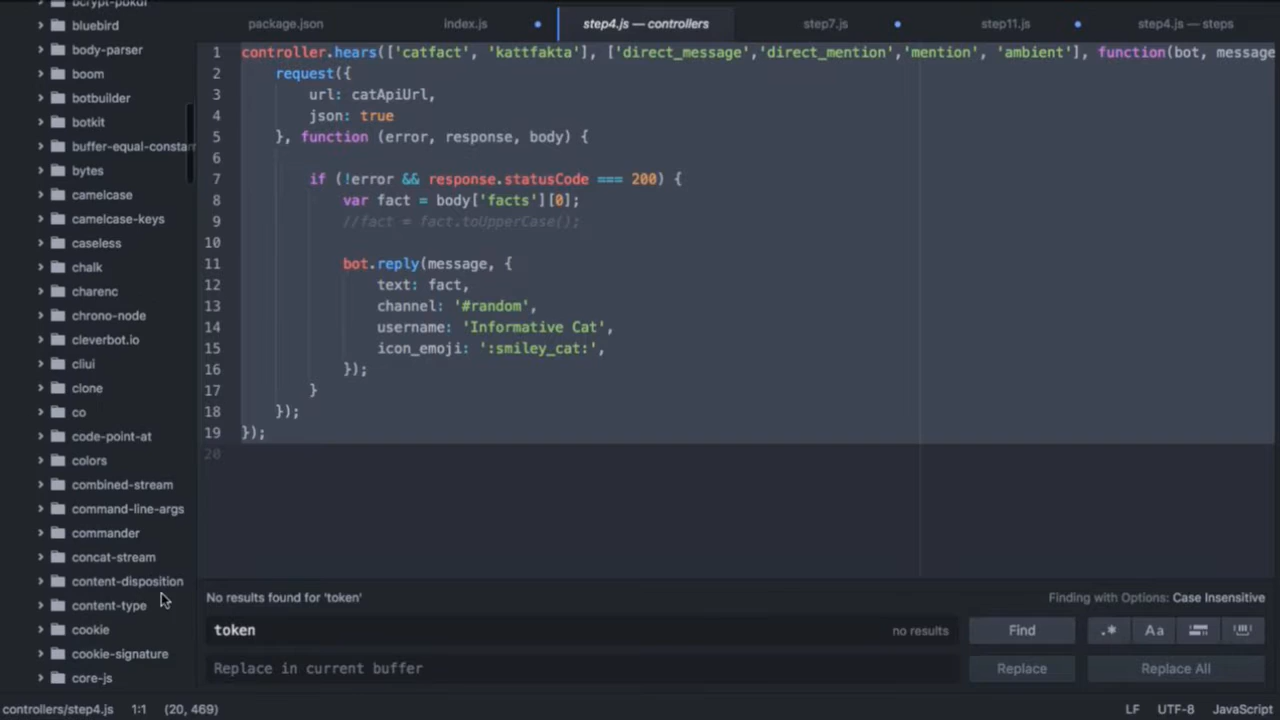 bcrypt-pbkdf
bluebird
body-parser
boom
botbuilder
botkit
buffer-equal-constan
bytes
camelcase
camelcase-keys
caseless
chalk
charenc
chrono-node
cleverbot.io
cliui
clone
co
code-point-at
colors
combined-stream
command-line-args
commander
concat-stream
content-disposition
content-type
cookie
cookie-signature
core-js
package.json index.js step4.js — controllers step7.js step11.js step4.js — steps
1 controller.hears(['catfact', 'kattfakta'], ['direct_message','direct_mention','mention', 'ambient'], function(bot, message
2 request({
3 url: catApiUrl,
4 json: true
5 }, function (error, response, body) {
6
7 if (!error && response.statusCode === 200) {
8 var fact = body['facts'][0];
9 //fact = fact.toUpperCase();
10
11 bot.reply(message, {
12 text: fact,
13 channel: '#random',
14 username: 'Informative Cat',
15 icon_emoji: ':smiley_cat:',
16 });
17 }
18 });
19 });
20
No results found for 'token' Finding with Options: Case Insensitive
token no results Find .* Aa
Replace in current buffer Replace Replace All
controllers/step4.js 1:1 (20, 469) LF UTF-8 JavaScript